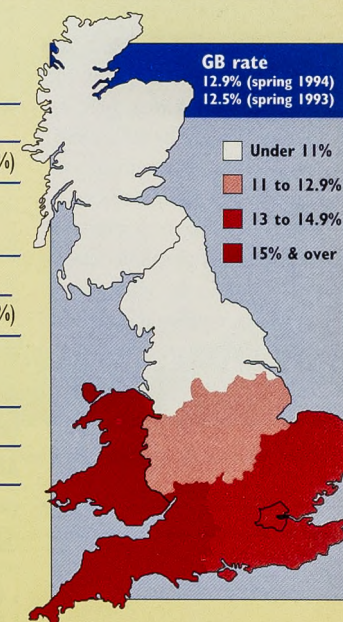 GB rate
12.9% (spring 1994)
12.5% (spring 1993)
Under 11%
11 to 12.9%
13 to 14.9%
15% & over
%)
%)